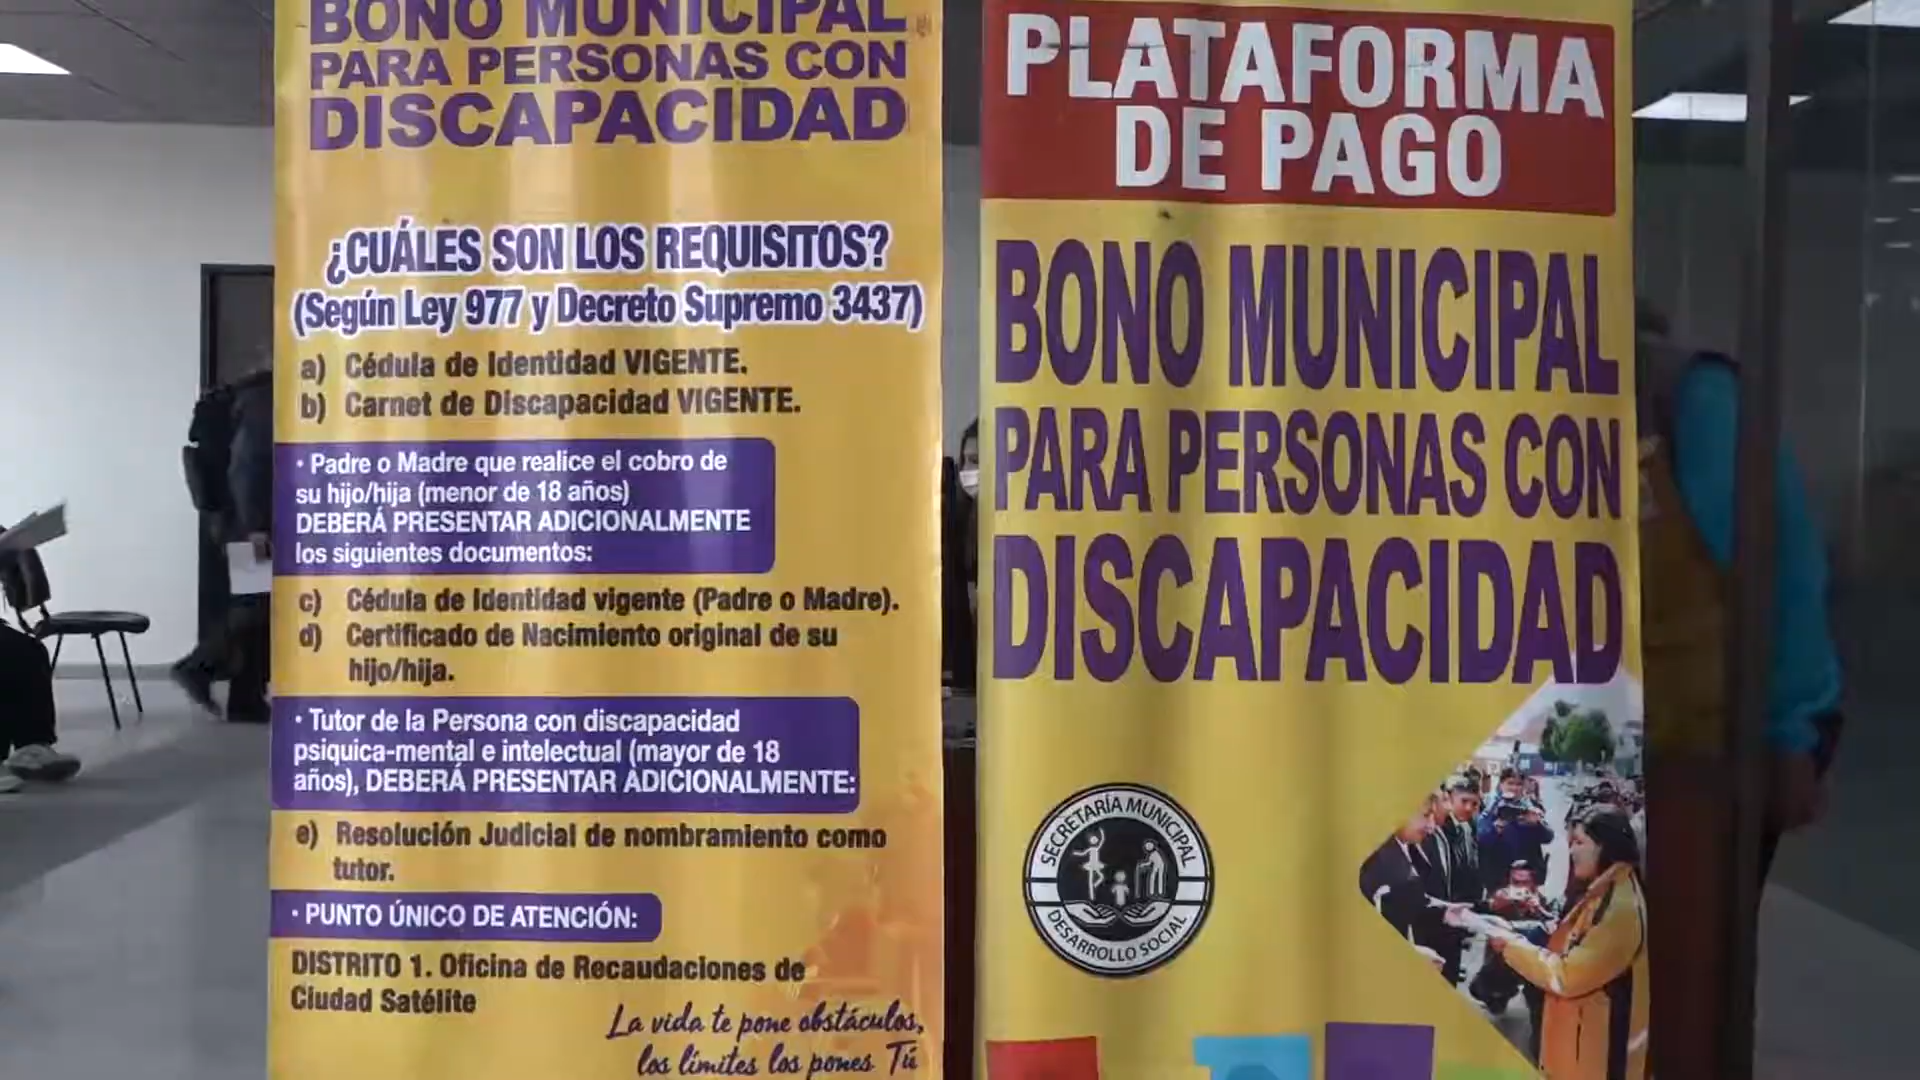 BONO MUNICIPAL
PARA PERSONAS CON
DISCAPACIDAD
¿CUÁLES SON LOS REQUISITOS?
(Según Ley 977 y Decreto Supremo 3437)
a) Cédula de Identidad VIGENTE.
b) Carnet de Discapacidad VIGENTE.
· Padre o Madre que realice el cobro de
su hijo/hija (menor de 18 años)
DEBERÁ PRESENTAR ADICIONALMENTE
los siguientes documentos:
c) Cédula de Identidad vigente (Padre o Madre).
d) Certificado de Nacimiento original de su
hijo/hija.
· Tutor de la Persona con discapacidad
psiquica-mental e intelectual (mayor de 18
años), DEBERÁ PRESENTAR ADICIONALMENTE:
e) Resolución Judicial de nombramiento como
tutor.
· PUNTO ÚNICO DE ATENCIÓN:
DISTRITO 1. Oficina de Recaudaciones de
Ciudad Satélite
La vida te pone obstáculos,
los límites los pones Tú
PLATAFORMA
DE PAGO
BONO MUNICIPAL
PARA PERSONAS CON
DISCAPACIDAD
SECRETARÍA MUNICIPAL
DESARROLLO SOCIAL